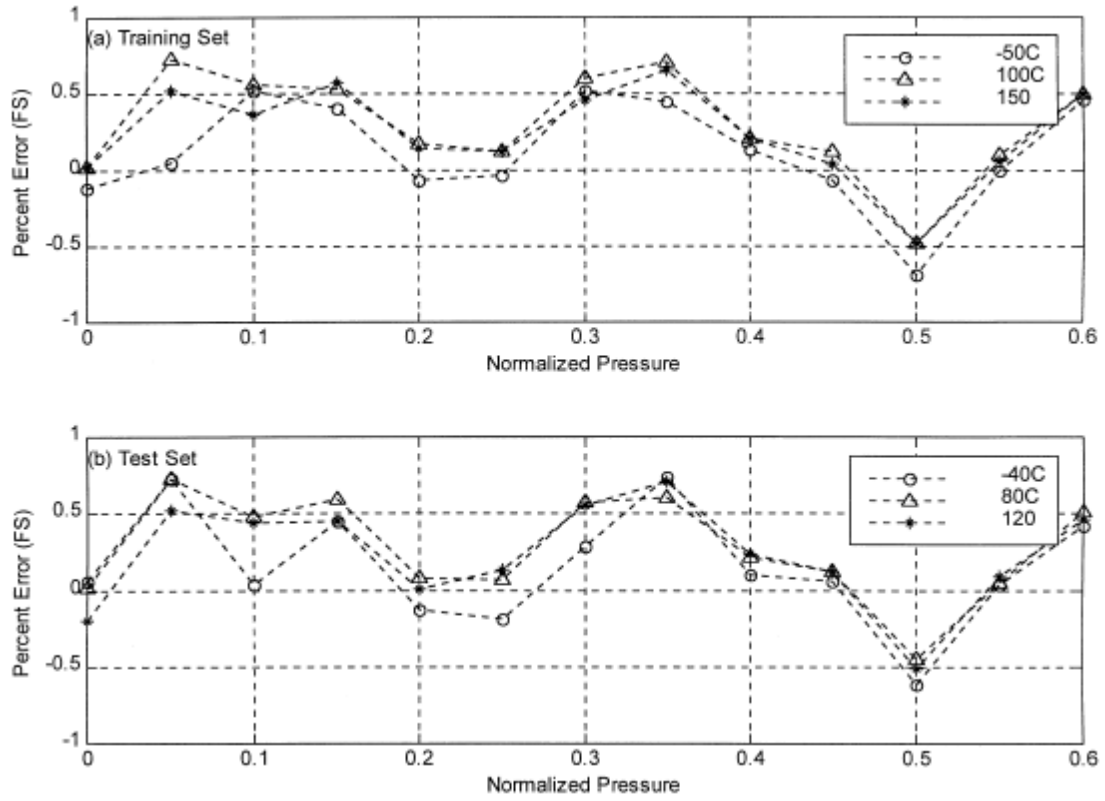 1
(a) Training Set
-50C
100C
150
0.5
0
-0.5
-1
Percent Error (FS)
0 0.1 0.2 0.3 0.4 0.5 0.6
Normalized Pressure
1
(b) Test Set
-40C
80C
120
0.5
0
-0.5
-1
Percent Error (FS)
0 0.1 0.2 0.3 0.4 0.5 0.6
Normalized Pressure